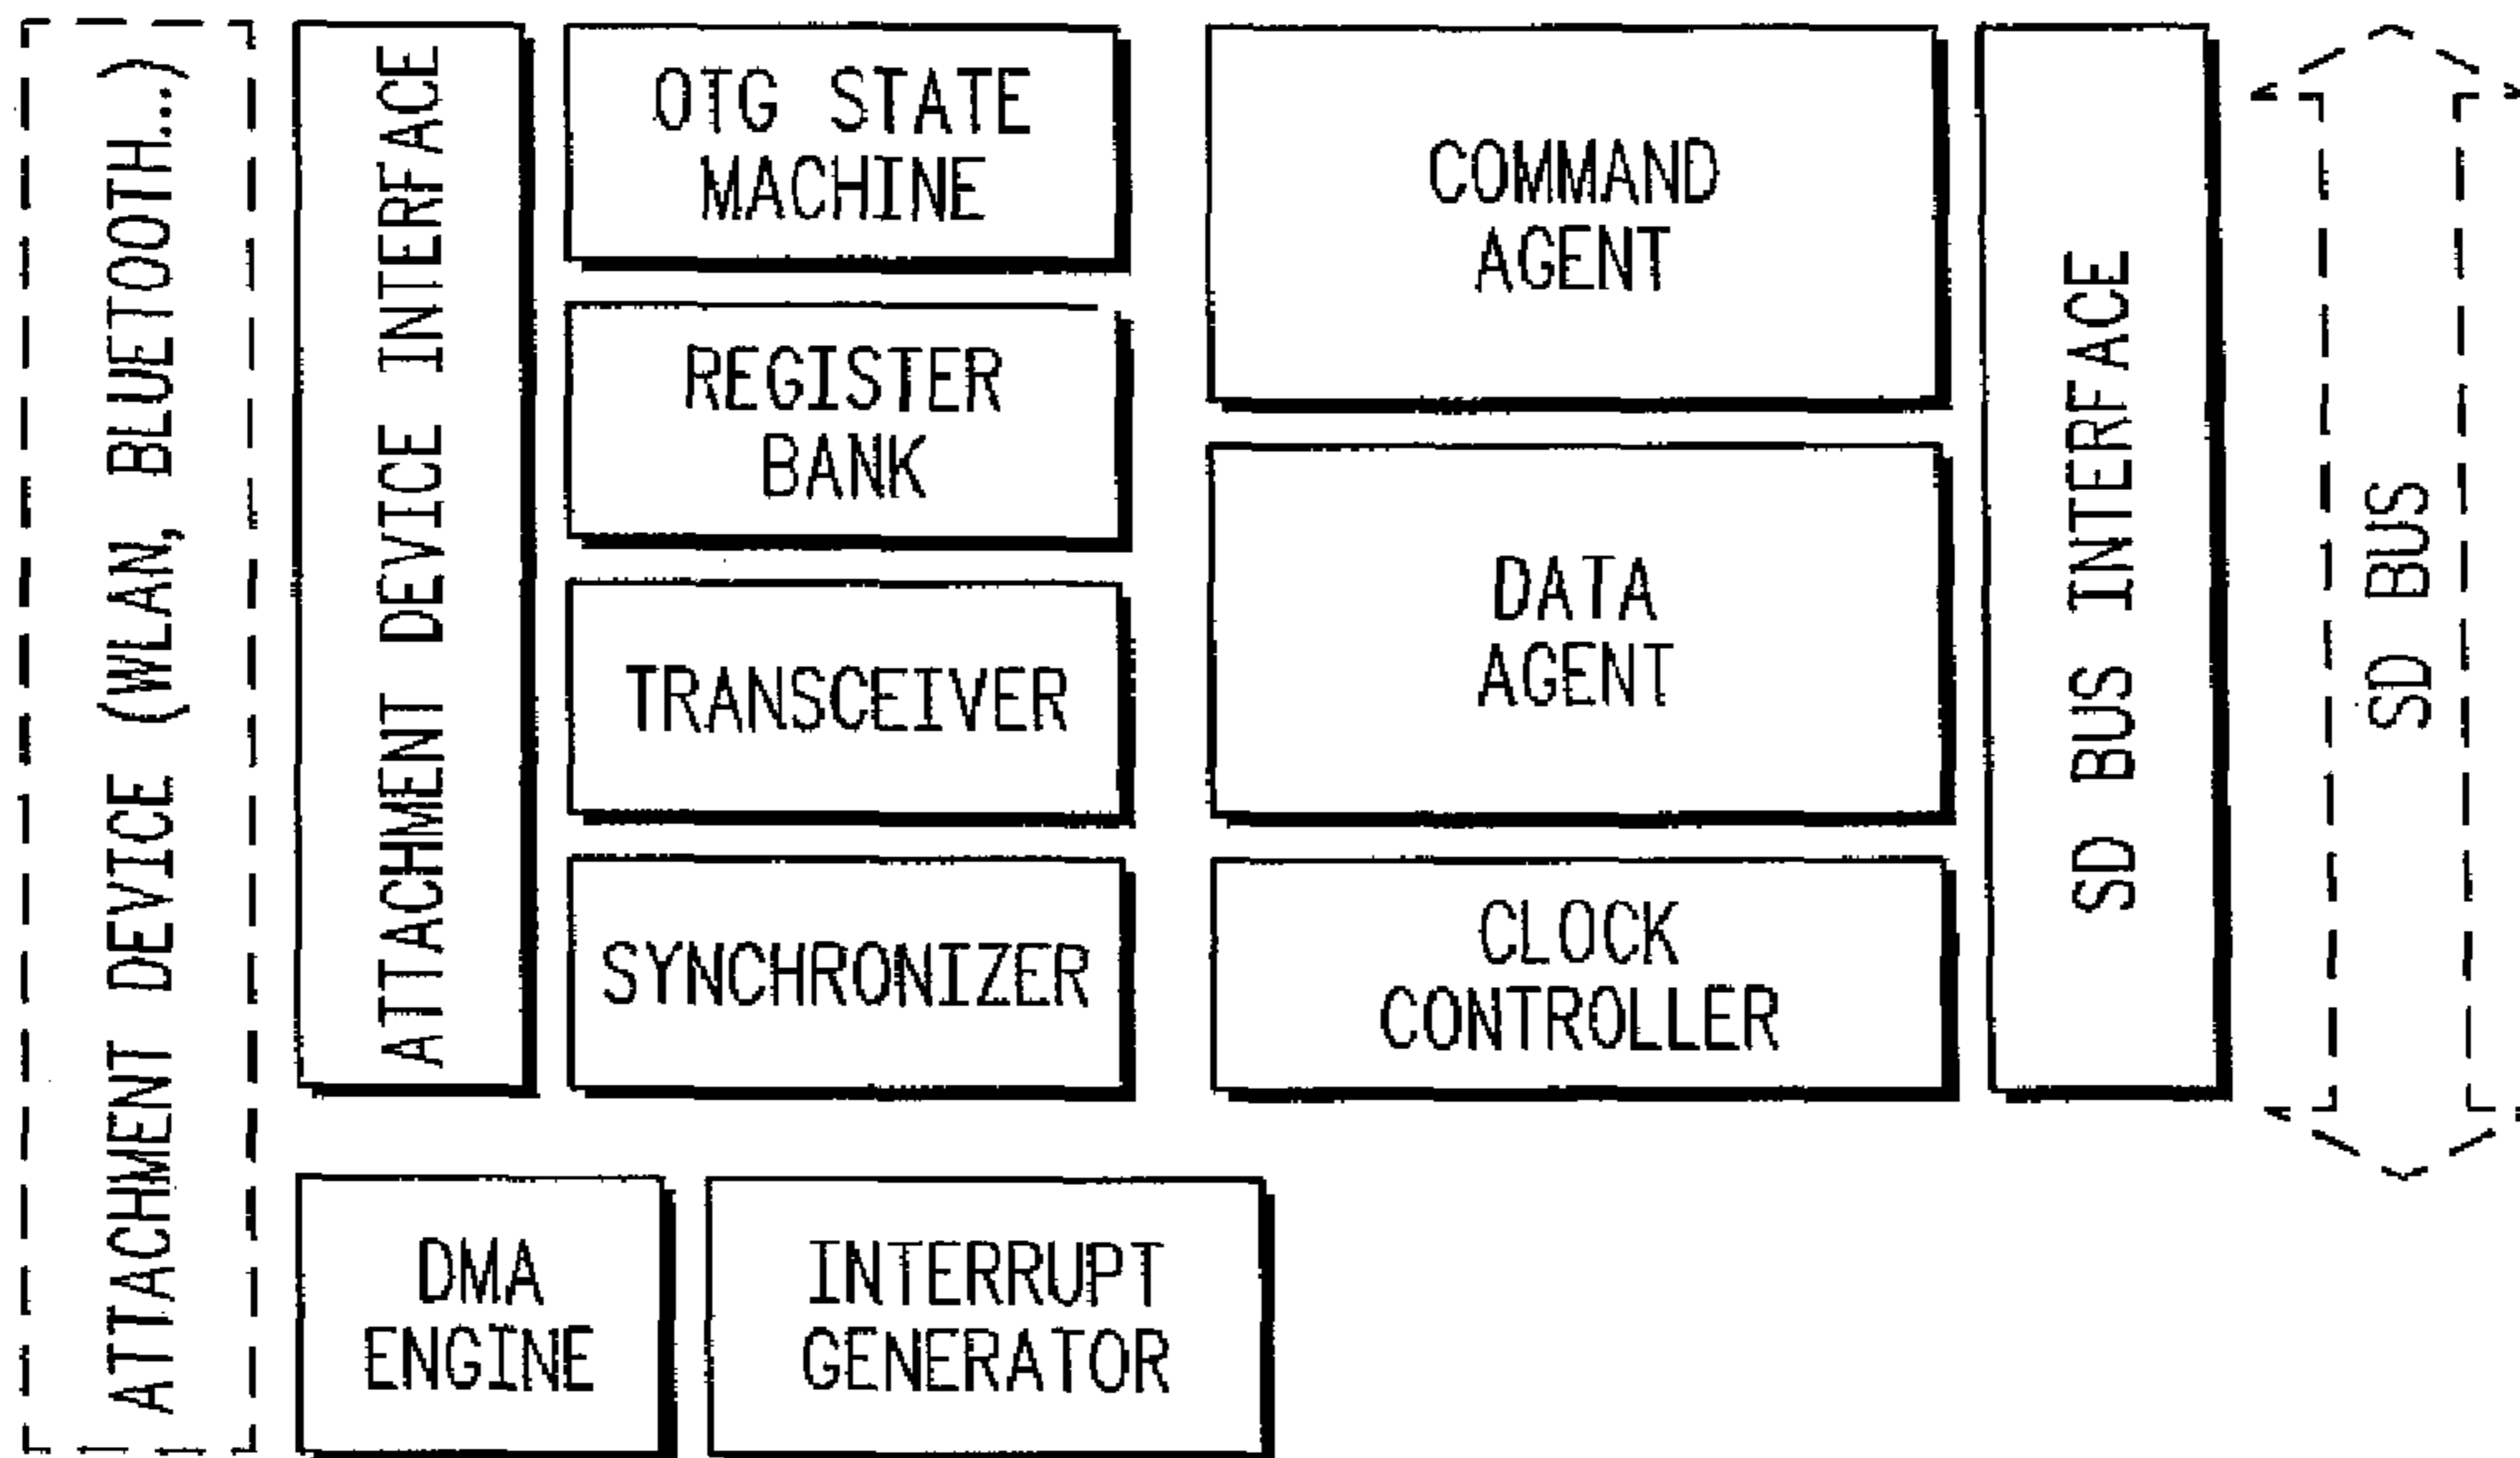 ATTACHMENT DEVICE (WLAN, BLUETOOTH...)
ATTACHMENT DEVICE INTERFACE
OTG STATE
MACHINE
REGISTER
BANK
TRANSCEIVER
SYNCHRONIZER
COMMAND
AGENT
DATA
AGENT
CLOCK
CONTROLLER
SD BUS INTERFACE
SD BUS
DMA
ENGINE
INTERRUPT
GENERATOR